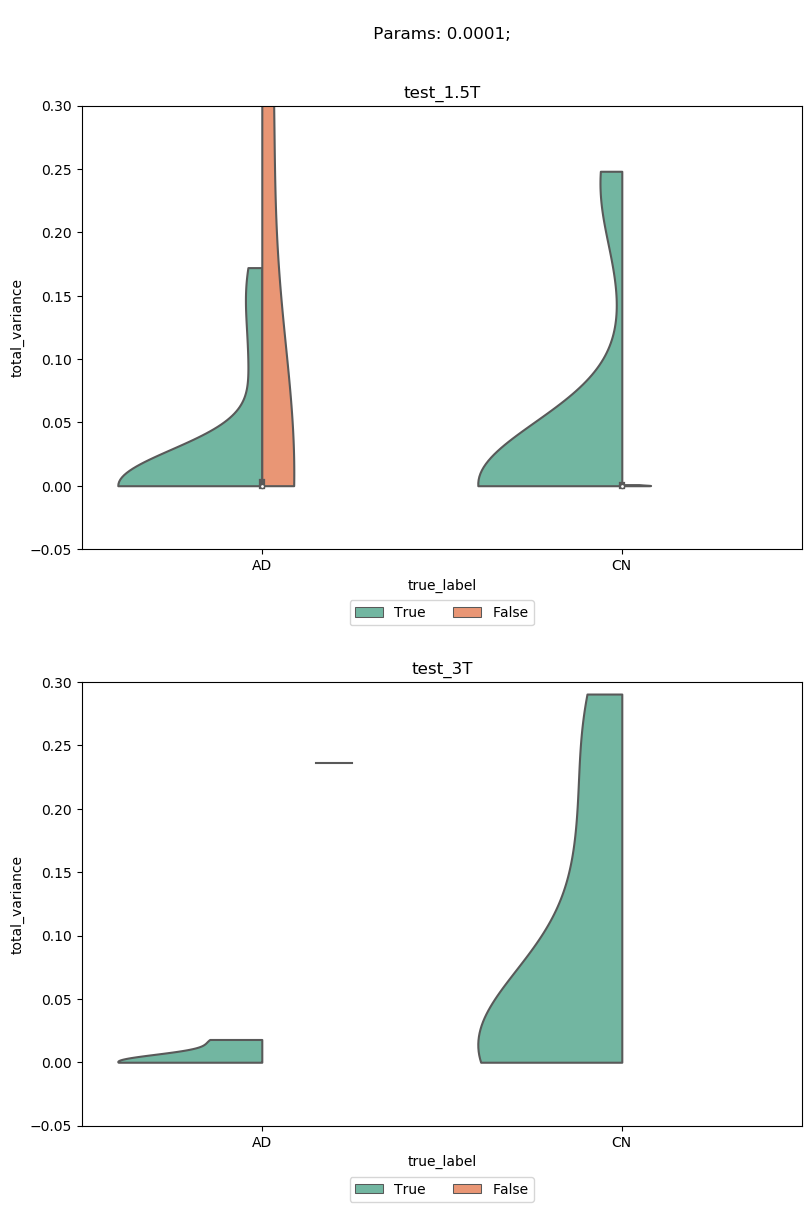 Params: 0.0001;
test_1.5T
0.30
0.25
0.20
0.15
0.10
0.05
0.00
−0.05
total_variance
AD CN
true_label
True False
test_3T
0.30
0.25
0.20
0.15
0.10
0.05
0.00
−0.05
total_variance
AD CN
true_label
True False